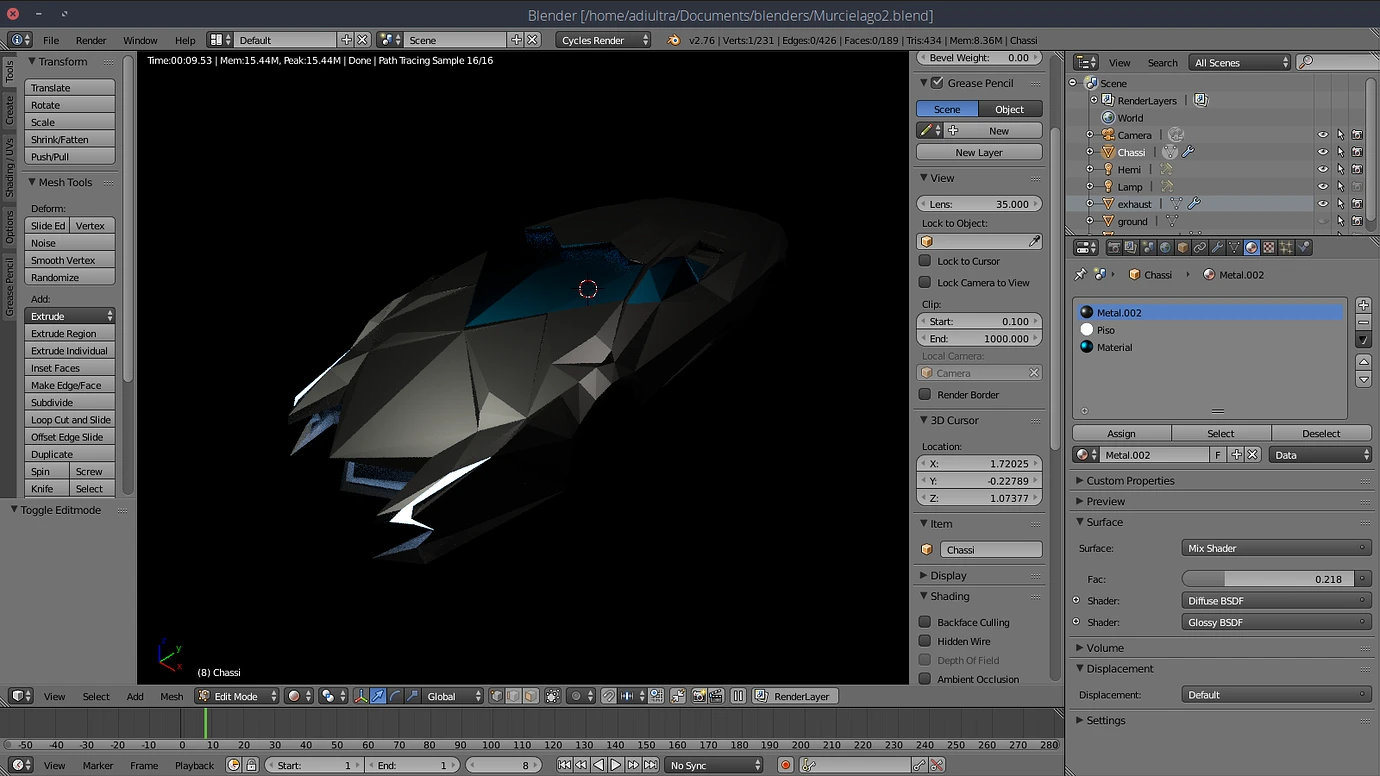 Blender [/home/adiultra/Documents/blenders/Murcielago2.blend]
File Render Window Help Default Scene Cycles Render v2.76 | Verts:1/231 | Edges:0/426 | Faces:0/189 | Tris:434 | Mem:8.36M | Chassi
Time:00:09.53 | Mem:15.44M, Peak:15.44M | Done | Path Tracing Sample 16/16
Tools
Create
Shading / UVs
Options
Grease Pencil
Transform
Translate
Rotate
Scale
Shrink/Fatten
Push/Pull
Mesh Tools
Deform:
Slide Ed Vertex
Noise
Smooth Vertex
Randomize
Add:
Extrude
Extrude Region
Extrude Individual
Inset Faces
Make Edge/Face
Subdivide
Loop Cut and Slide
Offset Edge Slide
Duplicate
Spin Screw
Knife Select
Toggle Editmode
z
y
x
(8) Chassi
Bevel Weight: 0.00
Grease Pencil
Scene Object
New
New Layer
View
Lens: 35.000
Lock to Object:
Lock to Cursor
Lock Camera to View
Clip:
Start: 0.100
End: 1000.000
Local Camera:
Camera
Render Border
3D Cursor
Location:
X: 1.72025
Y: -0.22789
Z: 1.07377
Item
Chassi
Display
Shading
Backface Culling
Hidden Wire
Depth Of Field
Ambient Occlusion
View Search All Scenes
Scene
RenderLayers
World
Camera
Chassi
Hemi
Lamp
exhaust
ground
Chassi Metal.002
Metal.002
Piso
Material
Assign Select Deselect
Metal.002 F Data
Custom Properties
Preview
Surface
Surface: Mix Shader
Fac: 0.218
Shader: Diffuse BSDF
Shader: Glossy BSDF
Volume
Displacement
Displacement: Default
Settings
View Select Add Mesh Edit Mode Global RenderLayer
-50 -40 -30 -20 -10 0 10 20 30 40 50 60 70 80 90 100 110 120 130 140 150 160 170 180 190 200 210 220 230 240 250 260 270 280
View Marker Frame Playback Start: 1 End: 1 8 No Sync